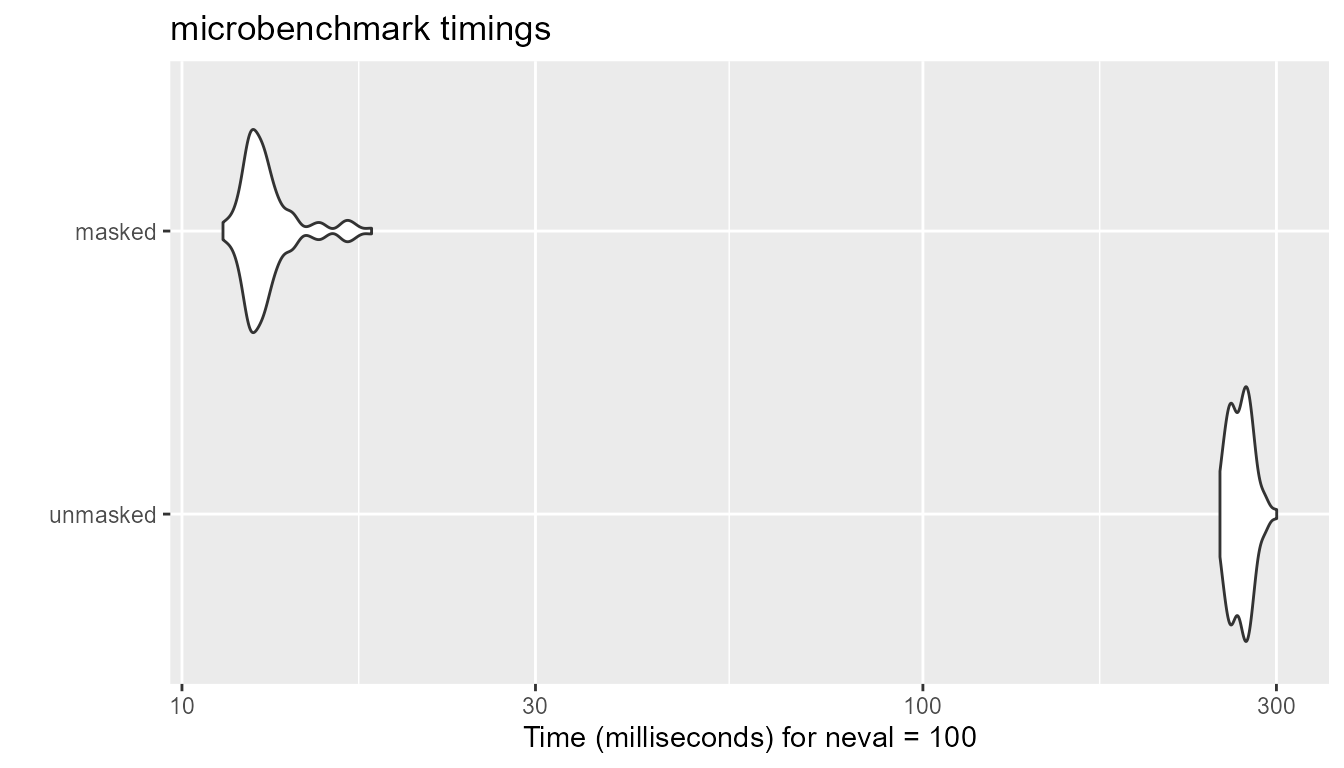 microbenchmark timings
masked
unmasked
10 30 100 300
Time (milliseconds) for neval = 100